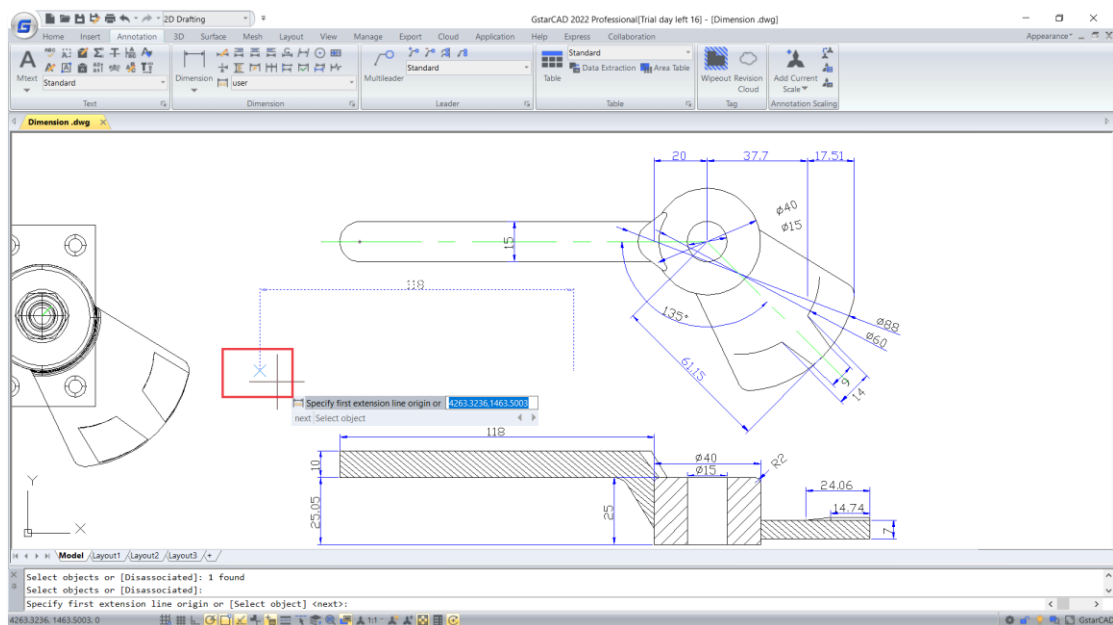 2D Drafting
GstarCAD 2022 Professional[Trial day left 16] - [Dimension .dwg]
Home Insert Annotation 3D Surface Mesh Layout View Manage Export Cloud Application Help Express Collaboration Appearance
Mtext
Standard
Text
Dimension
user
Dimension
Multileader
Standard
Leader
Table
Standard
Data Extraction Area Table
Table
Wipeout Revision Cloud
Tag
Add Current Scale
Annotation Scaling
Dimension .dwg
20 37.7 17.51
ø40
ø15
15
118
135°
61.15
ø88
ø60
9
14
Specify first extension line origin or 4263.3236,1463.5003
next Select object
118
10
25.05
25
ø40
ø15
R2
24.06
14.74
7
Y
X
Model Layout1 Layout2 Layout3 +
Select objects or [Disassociated]: 1 found
Select objects or [Disassociated]:
Specify first extension line origin or [Select object] <next>:
4263.3236, 1463.5003, 0
1:1
GstarCAD